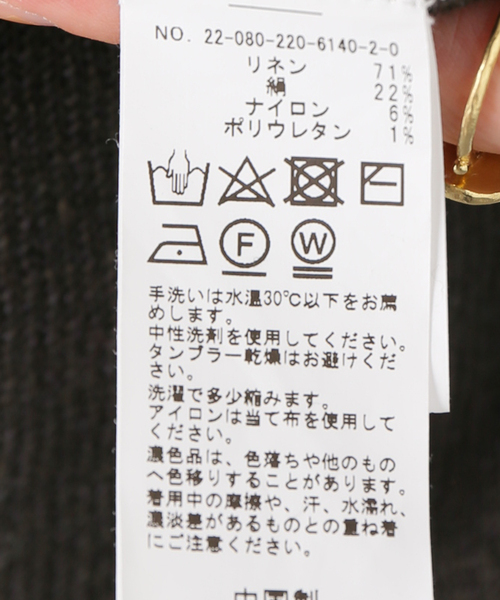 NO. 22-080-220-6140-2-0
リネン 71%
絹 22%
ナイロン 6%
ポリウレタン 1%
F W
手洗いは水温30℃以下をお薦
めします。
中性洗剤を使用してください。
タンブラー乾燥はお避けくだ
さい。
洗濯で多少縮みます。
アイロンは当て布を使用して
ください。
濃色品は、色落ちや他のもの
へ色移りすることがあります。
着用中の摩擦や、汗、水濡れ、
濃淡差があるものとの重ね着
にご注意ください。
中国製